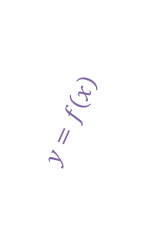 y = f(x)